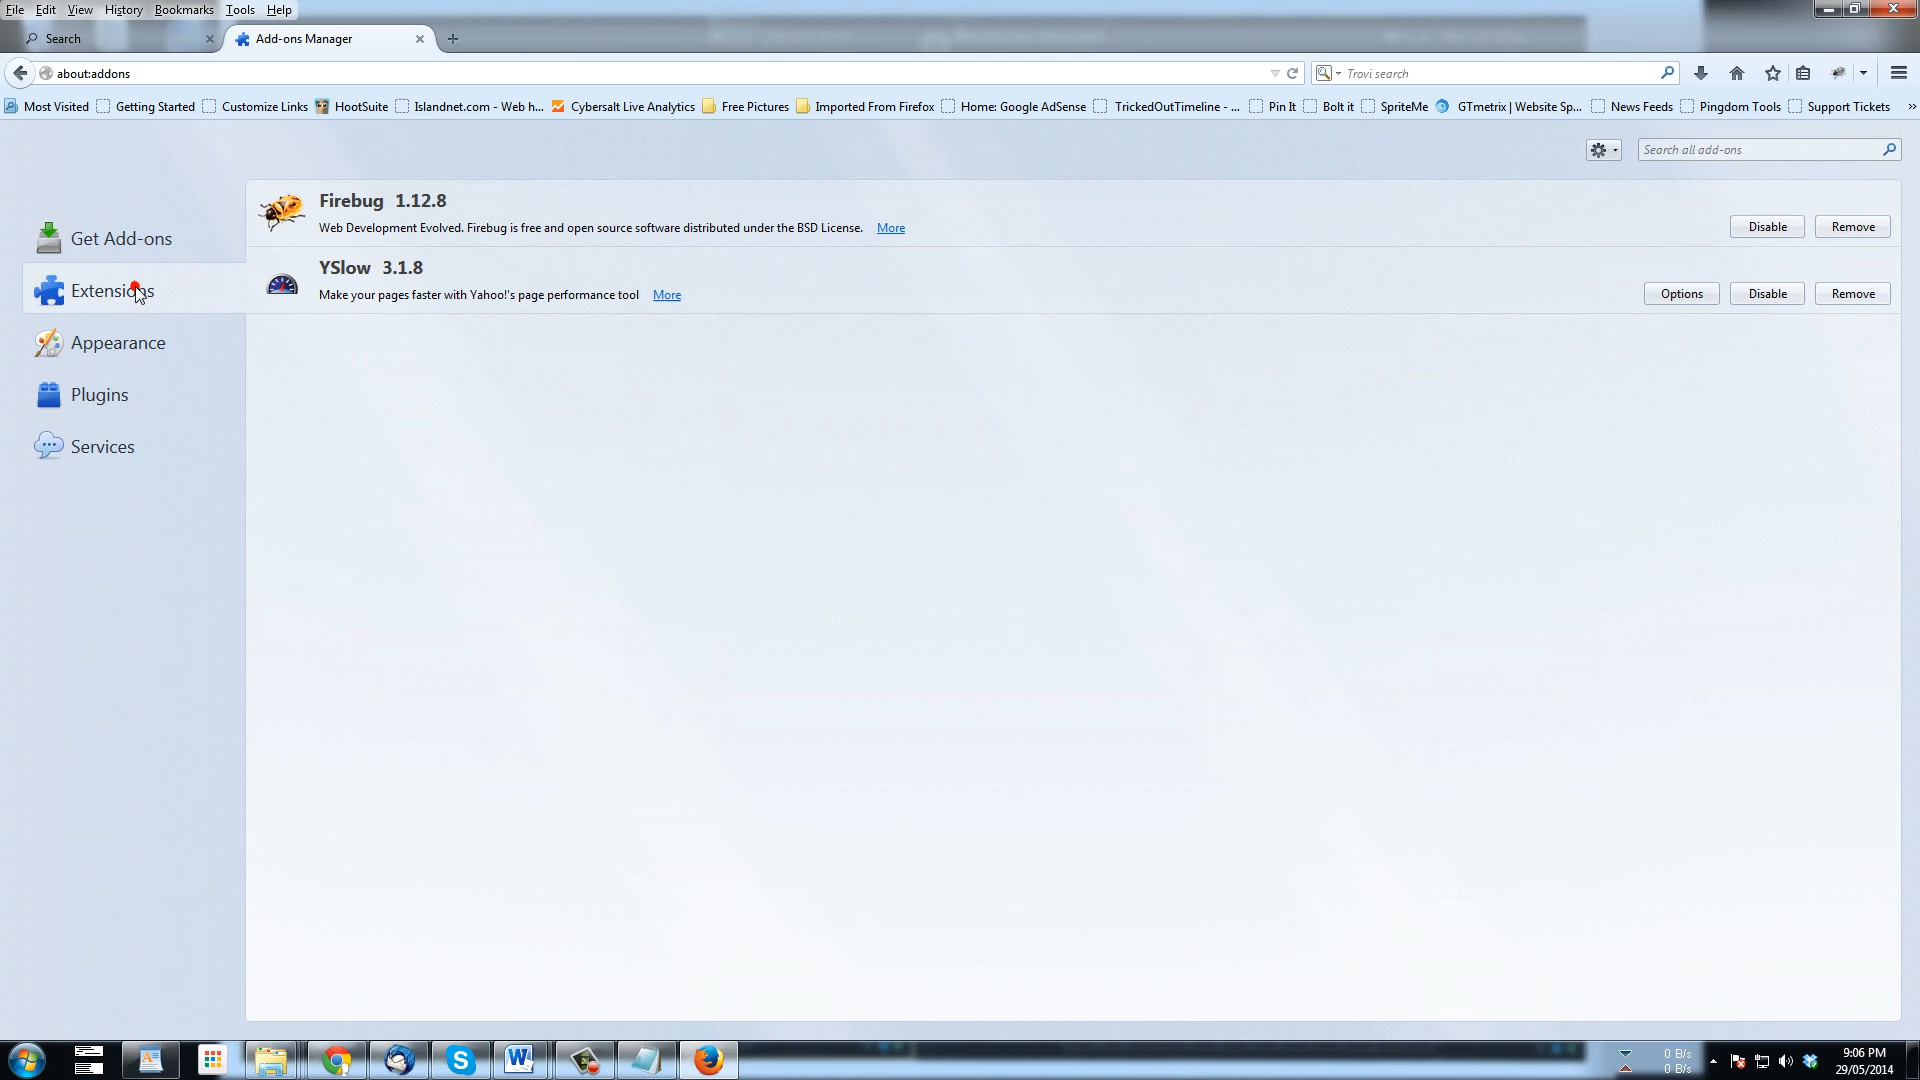 File Edit View History Bookmarks Tools Help
Search Add-ons Manager
about:addons Trovi search
Most Visited Getting Started Customize Links HootSuite Islandnet.com - Web h... Cybersalt Live Analytics Free Pictures Imported From Firefox Home: Google AdSense TrickedOutTimeline - ... Pin It Bolt it SpriteMe GTmetrix | Website Sp... News Feeds Pingdom Tools Support Tickets
Search all add-ons
Get Add-ons
Extensions
Appearance
Plugins
Services
Firebug 1.12.8
Web Development Evolved. Firebug is free and open source software distributed under the BSD License. More
Disable Remove
YSlow 3.1.8
Make your pages faster with Yahoo!'s page performance tool More
Options Disable Remove
0 B/s
0 B/s
9:06 PM
29/05/2014